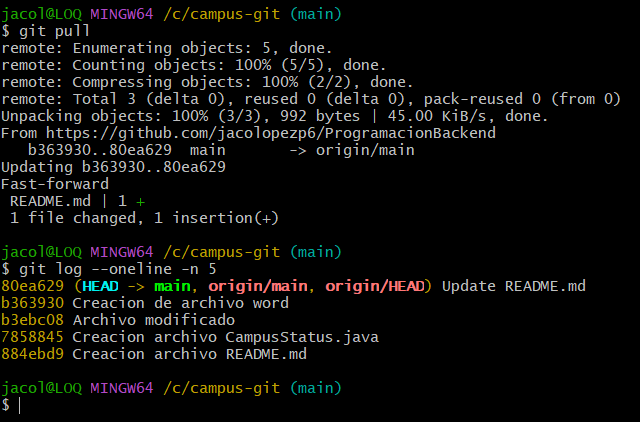 jacol@LOQ MINGW64 /c/campus-git (main)
$ git pull
remote: Enumerating objects: 5, done.
remote: Counting objects: 100% (5/5), done.
remote: Compressing objects: 100% (2/2), done.
remote: Total 3 (delta 0), reused 0 (delta 0), pack-reused 0 (from 0)
Unpacking objects: 100% (3/3), 992 bytes | 45.00 KiB/s, done.
From https://github.com/jacolopezp6/ProgramacionBackend
   b363930..80ea629  main       -> origin/main
Updating b363930..80ea629
Fast-forward
 README.md | 1 +
 1 file changed, 1 insertion(+)
jacol@LOQ MINGW64 /c/campus-git (main)
$ git log --oneline -n 5
80ea629 (HEAD -> main, origin/main, origin/HEAD) Update README.md
b363930 Creacion de archivo word
b3ebc08 Archivo modificado
7858845 Creacion archivo CampusStatus.java
884ebd9 Creacion archivo README.md
jacol@LOQ MINGW64 /c/campus-git (main)
$